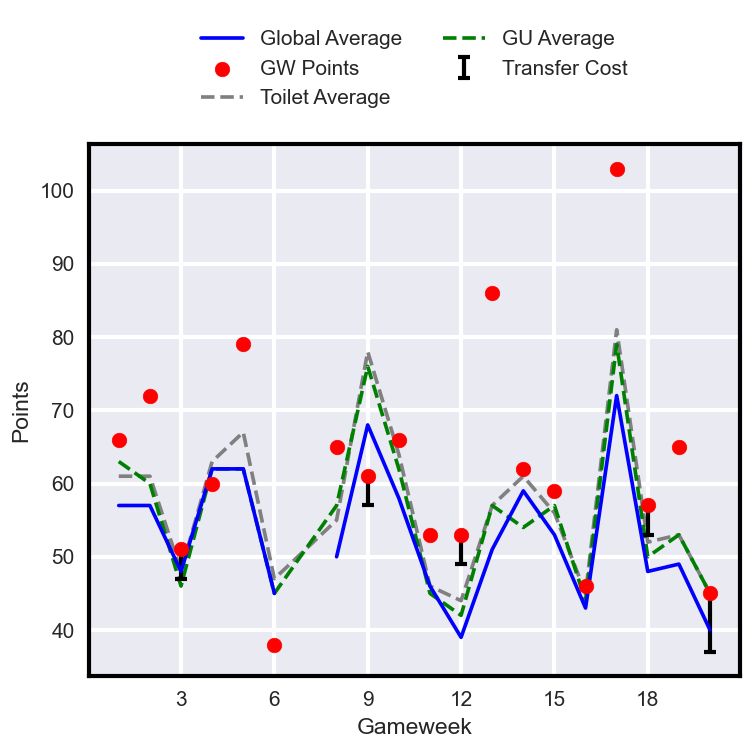 Global Average
GW Points
Toilet Average
GU Average
Transfer Cost
100
90
80
70
60
50
40
Points
3 6 9 12 15 18
Gameweek